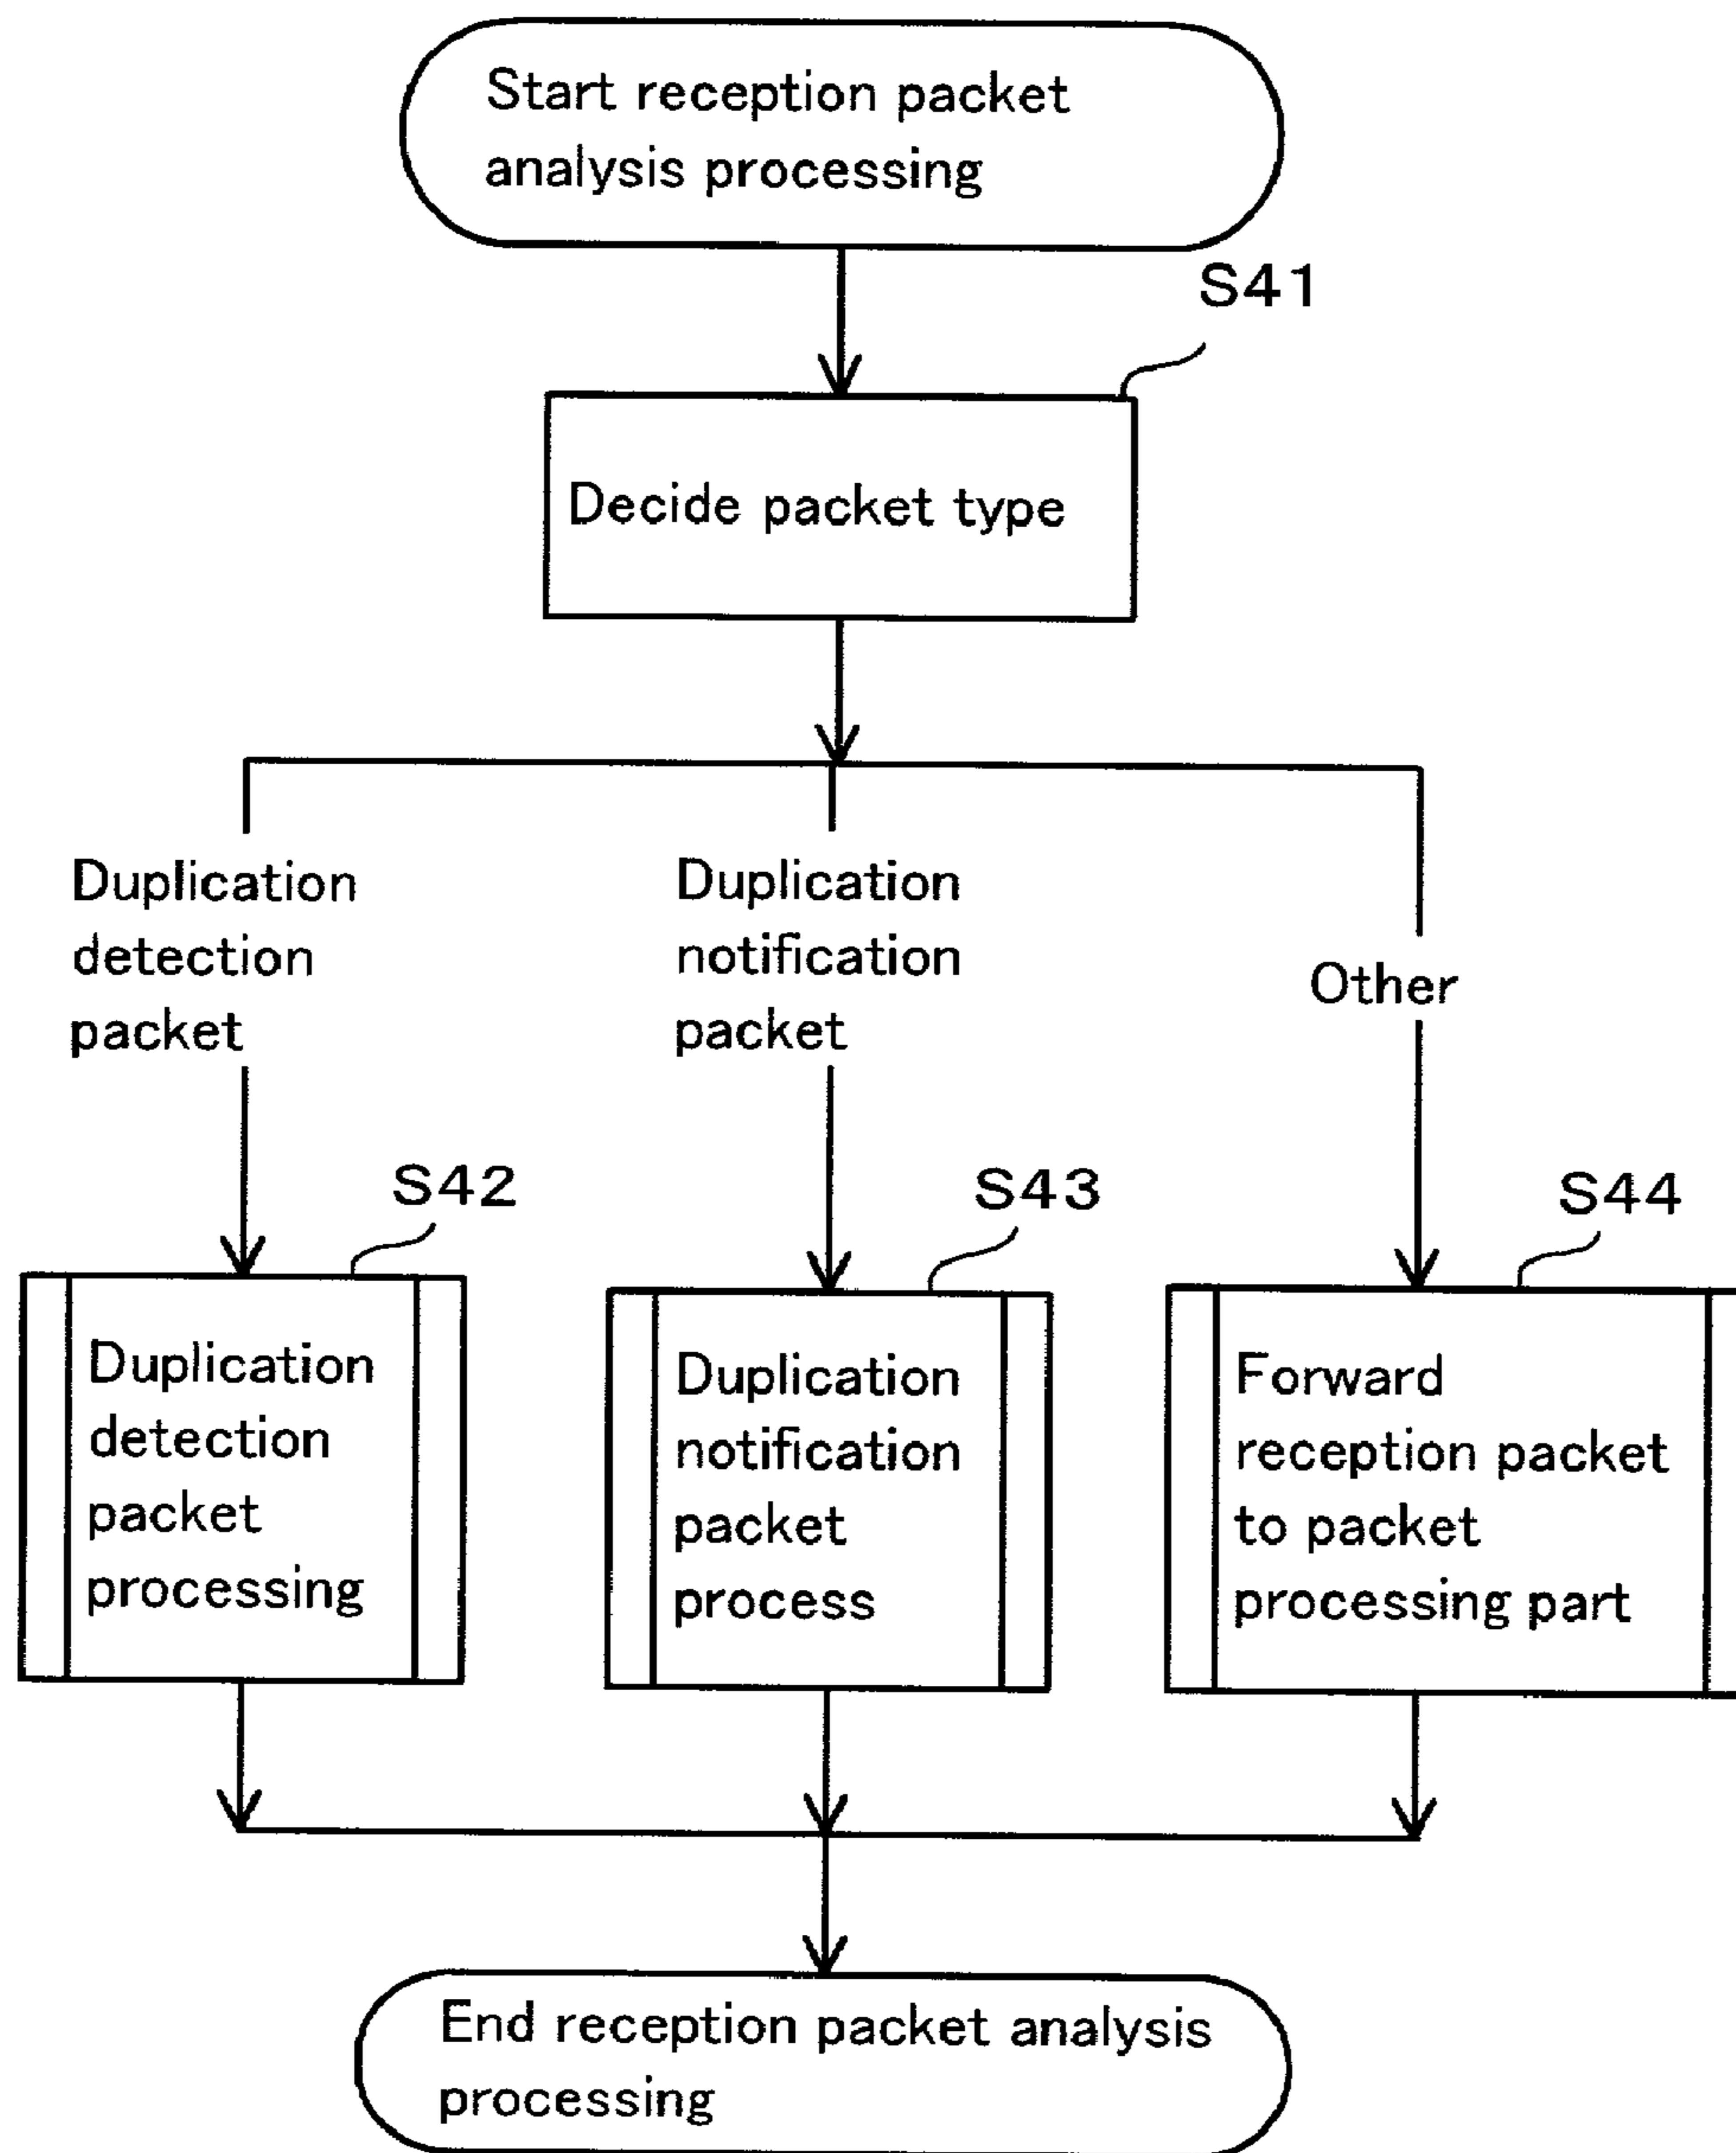 Start reception packet
analysis processing
S41
Decide packet type
Duplication
detection
packet
Duplication
notification
packet
Other
S42
Duplication
detection
packet
processing
S43
Duplication
notification
packet
process
S44
Forward
reception packet
to packet
processing part
End reception packet analysis
processing